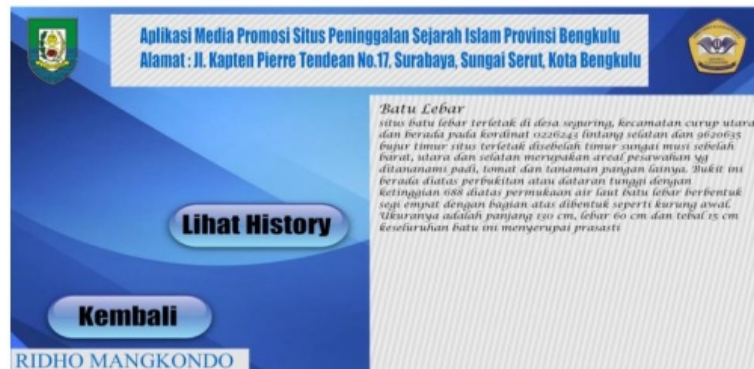 Aplikasi Media Promosi Situs Peninggalan Sejarah Islam Provinsi Bengkulu
Alamat : Jl. Kapten Pierre Tendean No.17, Surabaya, Sungai Serut, Kota Bengkulu
Batu Lebar
situs batu lebar terletak di desa seguring, kecamatan curup utara
dan berada pada kordinat 0226243 lintang selatan dan 9620635
bujur timur situs terletak disebelah timur sungai musi sebelah
barat, utara dan selatan merupakan areal pesawahan yg
ditananami padi, tomat dan tanaman pangan lainya. Bukit ini
berada diatas perbukitan atau dataran tunggi dengan
ketinggian 688 diatas permukaan air laut batu lebar berbentuk
segi empat dengan bagian atas dibentuk seperti kurung awal.
Ukuranya adalah panjang 130 cm, lebar 60 cm dan tebal 15 cm
keseluruhan batu ini menyerupai prasasti
Lihat History
Kembali
RIDHO MANGKONDO